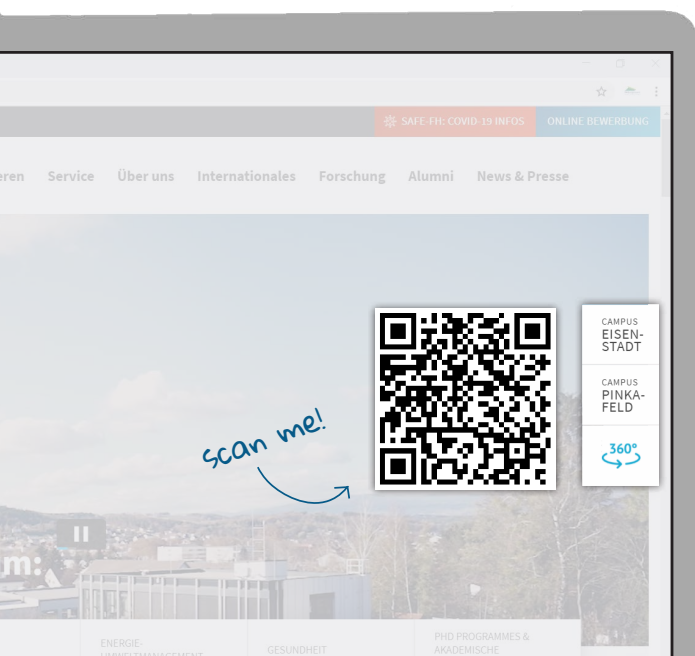 SAFE-FH: COVID-19 INFOS ONLINE BEWERBUNG
eren Service Über uns Internationales Forschung Alumni News & Presse
CAMPUS
EISEN-
STADT
CAMPUS
PINKA-
FELD
360°
scan me!
m:
ENERGIE-
UMWELTMANAGEMENT
GESUNDHEIT
PHD PROGRAMMES &
AKADEMISCHE